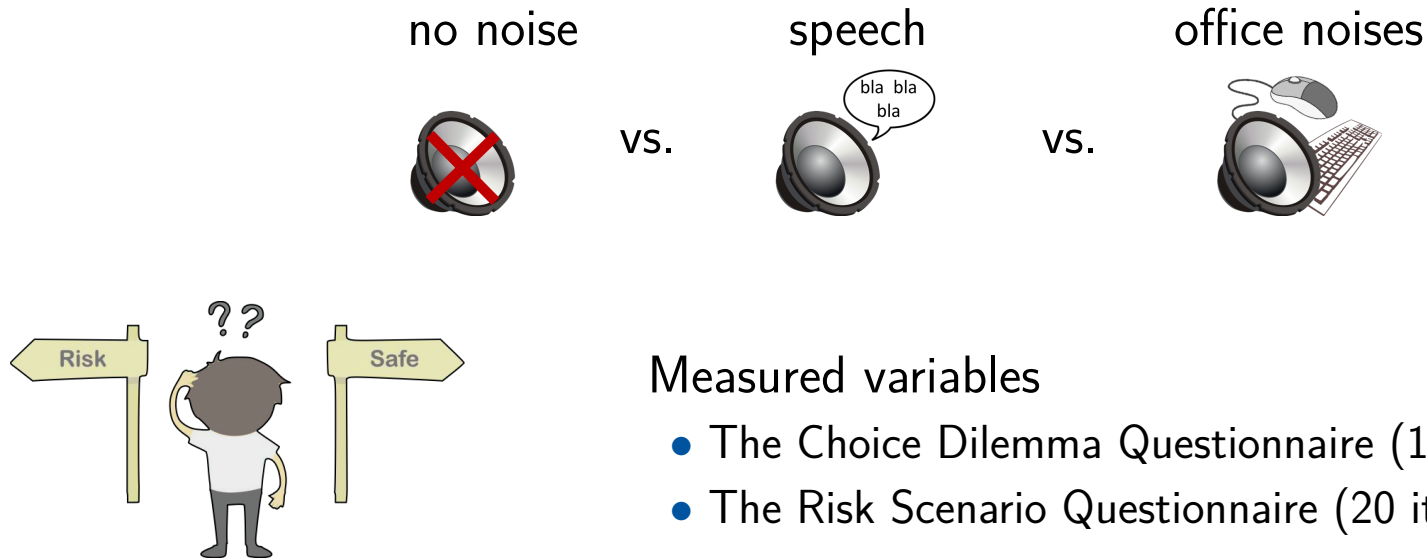 no noise
speech
office noises
bla bla
bla
vs.
vs.
??
Risk
Safe
Measured variables
• The Choice Dilemma Questionnaire (1
• The Risk Scenario Questionnaire (20